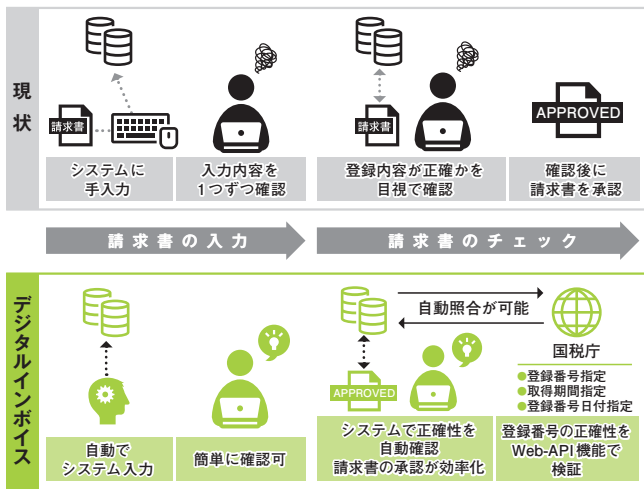 現状
請求書
システムに
手入力
入力内容を
1つずつ確認
請求書
登録内容が正確かを
目視で確認
APPROVED
確認後に
請求書を承認
請求書の入力
請求書のチェック
デジタルインボイス
自動で
システム入力
簡単に確認可
自動照合が可能
APPROVED
システムで正確性を
自動確認
請求書の承認が効率化
国税庁
●登録番号指定
●取得期間指定
●登録番号日付指定
登録番号の正確性を
Web-API機能で
検証